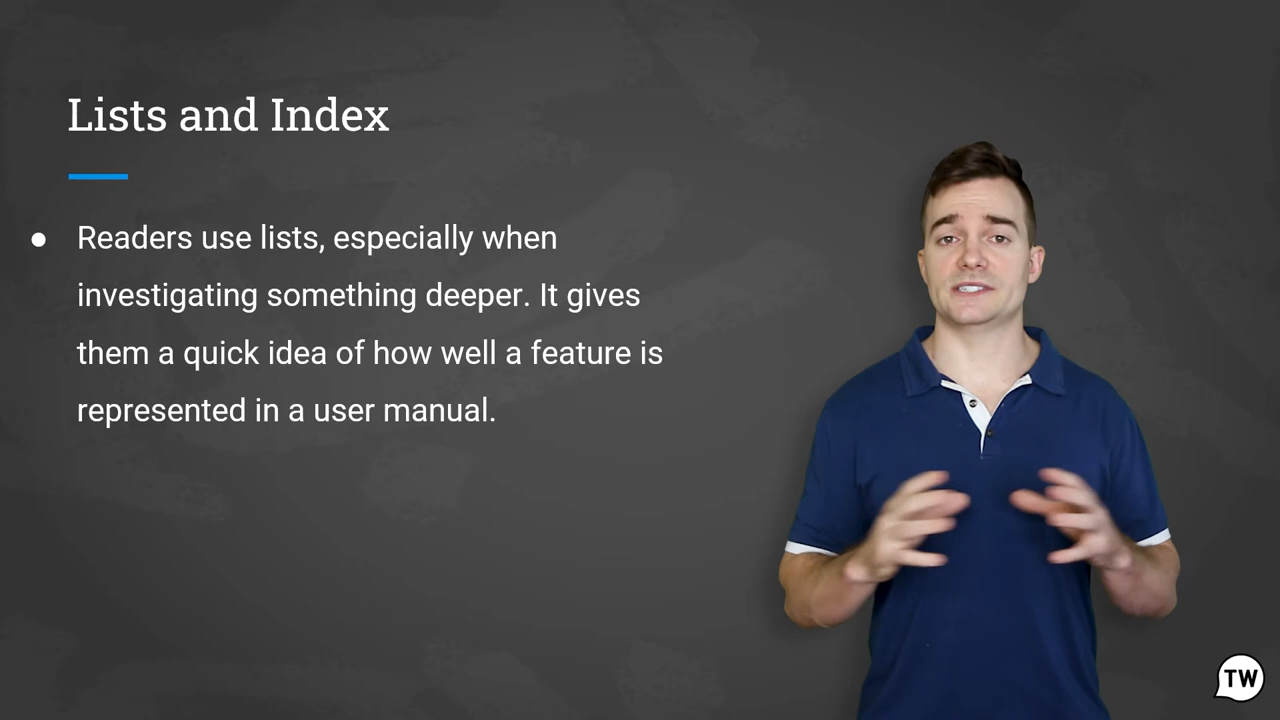 Lists and Index
● Readers use lists, especially when
investigating something deeper. It gives
them a quick idea of how well a feature is
represented in a user manual.
TW